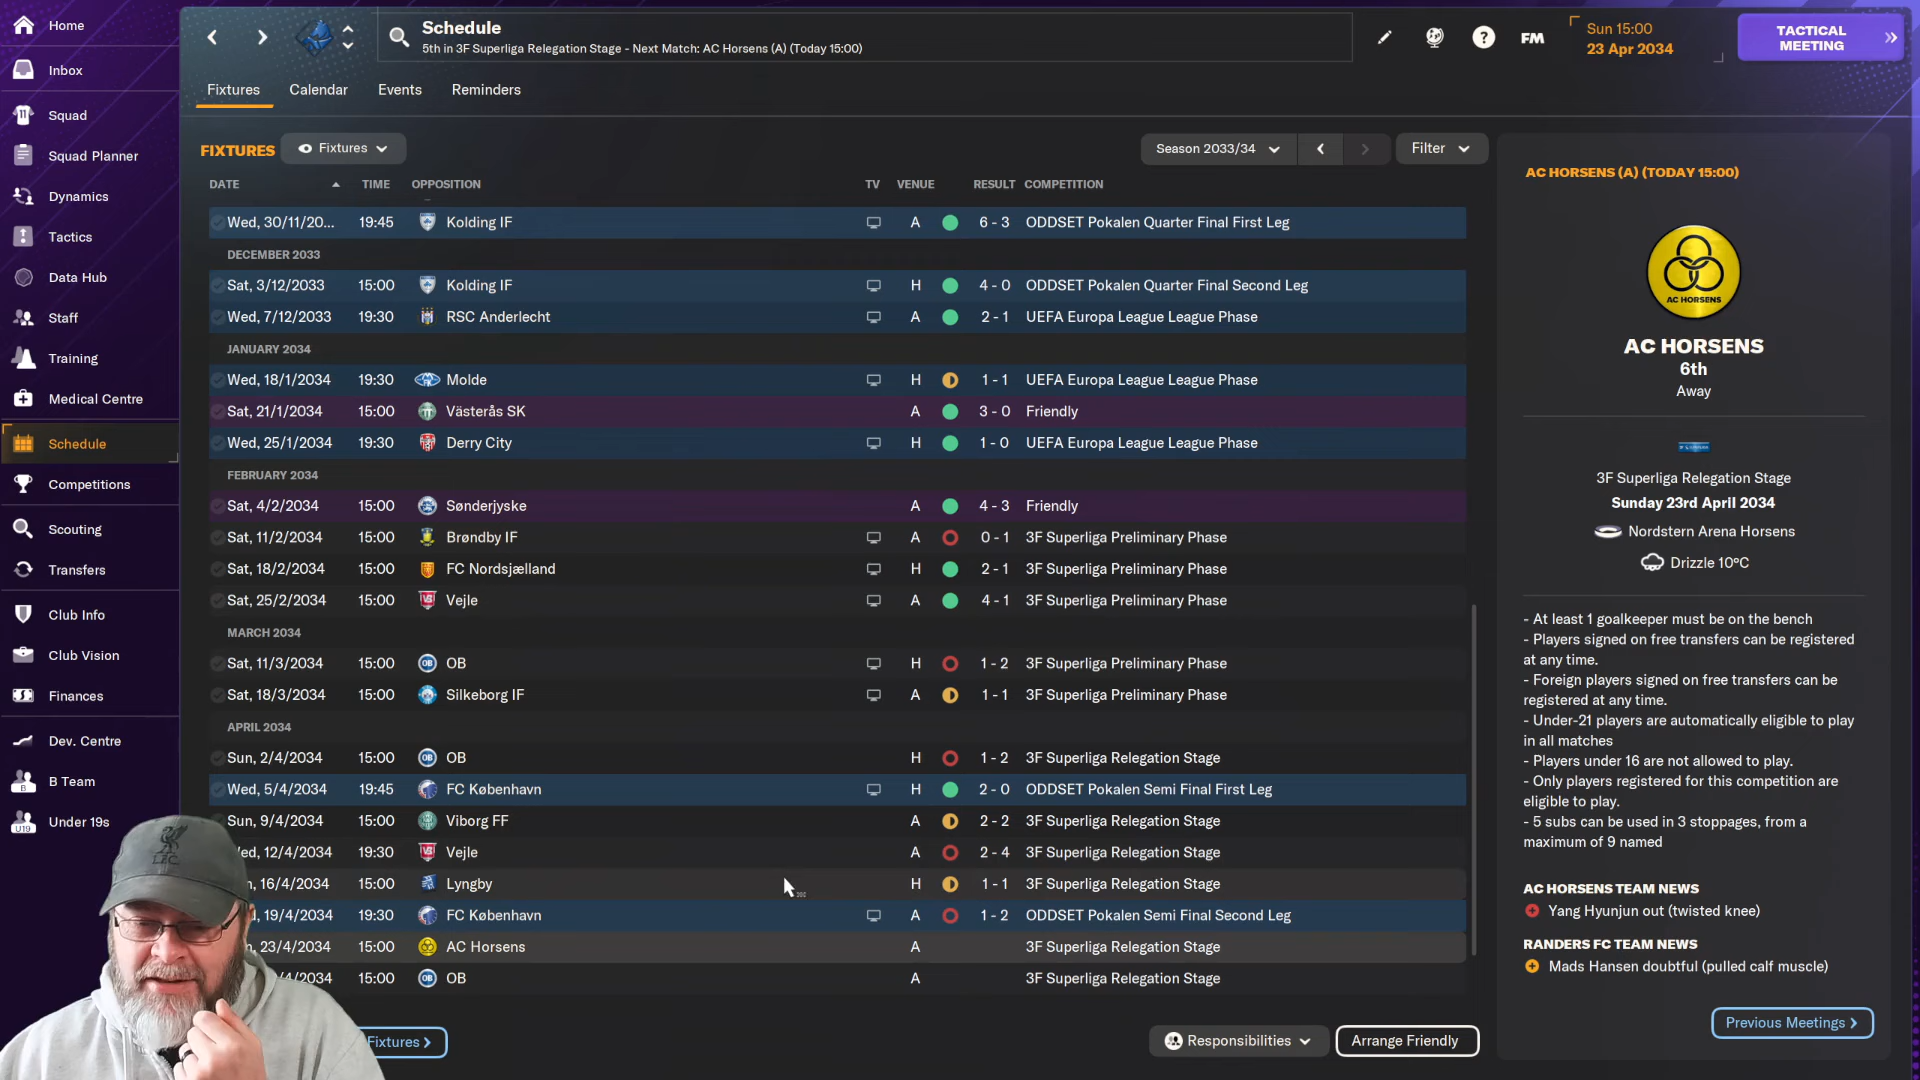 Home
Inbox
Squad
Squad Planner
Dynamics
Tactics
Data Hub
Staff
Training
Medical Centre
Schedule
Competitions
Scouting
Transfers
Club Info
Club Vision
Finances
Dev. Centre
B Team
Under 19s
Schedule
5th in 3F Superliga Relegation Stage - Next Match: AC Horsens (A) (Today 15:00)
FM
Sun 15:00
23 Apr 2034
TACTICAL MEETING
Fixtures Calendar Events Reminders
FIXTURES Fixtures Season 2033/34 Filter
DATE TIME OPPOSITION TV VENUE RESULT COMPETITION
Wed, 30/11/20... 19:45 Kolding IF A 6 - 3 ODDSET Pokalen Quarter Final First Leg
DECEMBER 2033
Sat, 3/12/2033 15:00 Kolding IF H 4 - 0 ODDSET Pokalen Quarter Final Second Leg
Wed, 7/12/2033 19:30 RSC Anderlecht A 2 - 1 UEFA Europa League League Phase
JANUARY 2034
Wed, 18/1/2034 19:30 Molde H 1 - 1 UEFA Europa League League Phase
Sat, 21/1/2034 15:00 Västerås SK A 3 - 0 Friendly
Wed, 25/1/2034 19:30 Derry City H 1 - 0 UEFA Europa League League Phase
FEBRUARY 2034
Sat, 4/2/2034 15:00 Sønderjyske A 4 - 3 Friendly
Sat, 11/2/2034 15:00 Brøndby IF A 0 - 1 3F Superliga Preliminary Phase
Sat, 18/2/2034 15:00 FC Nordsjælland H 2 - 1 3F Superliga Preliminary Phase
Sat, 25/2/2034 15:00 Vejle A 4 - 1 3F Superliga Preliminary Phase
MARCH 2034
Sat, 11/3/2034 15:00 OB H 1 - 2 3F Superliga Preliminary Phase
Sat, 18/3/2034 15:00 Silkeborg IF A 1 - 1 3F Superliga Preliminary Phase
APRIL 2034
Sun, 2/4/2034 15:00 OB H 1 - 2 3F Superliga Relegation Stage
Wed, 5/4/2034 19:45 FC København H 2 - 0 ODDSET Pokalen Semi Final First Leg
Sun, 9/4/2034 15:00 Viborg FF A 2 - 2 3F Superliga Relegation Stage
Wed, 12/4/2034 19:30 Vejle A 2 - 4 3F Superliga Relegation Stage
16/4/2034 15:00 Lyngby H 1 - 1 3F Superliga Relegation Stage
19/4/2034 19:30 FC København A 1 - 2 ODDSET Pokalen Semi Final Second Leg
23/4/2034 15:00 AC Horsens A 3F Superliga Relegation Stage
/4/2034 15:00 OB A 3F Superliga Relegation Stage
Fixtures Responsibilities Arrange Friendly
AC HORSENS (A) (TODAY 15:00)
AC HORSENS
AC HORSENS
6th
Away
3F Superliga Relegation Stage
Sunday 23rd April 2034
Nordstern Arena Horsens
Drizzle 10ºC
- At least 1 goalkeeper must be on the bench
- Players signed on free transfers can be registered
at any time.
- Foreign players signed on free transfers can be
registered at any time.
- Under-21 players are automatically eligible to play
in all matches
- Players under 16 are not allowed to play.
- Only players registered for this competition are
eligible to play.
- 5 subs can be used in 3 stoppages, from a
maximum of 9 named
AC HORSENS TEAM NEWS
Yang Hyunjun out (twisted knee)
RANDERS FC TEAM NEWS
Mads Hansen doubtful (pulled calf muscle)
Previous Meetings